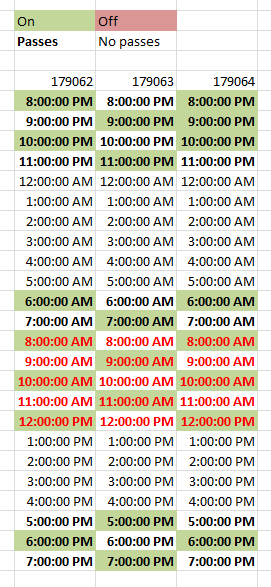 On Off
Passes No passes
179062 179063 179064
8:00:00 PM 8:00:00 PM 8:00:00 PM
9:00:00 PM 9:00:00 PM 9:00:00 PM
10:00:00 PM 10:00:00 PM 10:00:00 PM
11:00:00 PM 11:00:00 PM 11:00:00 PM
12:00:00 AM 12:00:00 AM 12:00:00 AM
1:00:00 AM 1:00:00 AM 1:00:00 AM
2:00:00 AM 2:00:00 AM 2:00:00 AM
3:00:00 AM 3:00:00 AM 3:00:00 AM
4:00:00 AM 4:00:00 AM 4:00:00 AM
5:00:00 AM 5:00:00 AM 5:00:00 AM
6:00:00 AM 6:00:00 AM 6:00:00 AM
7:00:00 AM 7:00:00 AM 7:00:00 AM
8:00:00 AM 8:00:00 AM 8:00:00 AM
9:00:00 AM 9:00:00 AM 9:00:00 AM
10:00:00 AM 10:00:00 AM 10:00:00 AM
11:00:00 AM 11:00:00 AM 11:00:00 AM
12:00:00 PM 12:00:00 PM 12:00:00 PM
1:00:00 PM 1:00:00 PM 1:00:00 PM
2:00:00 PM 2:00:00 PM 2:00:00 PM
3:00:00 PM 3:00:00 PM 3:00:00 PM
4:00:00 PM 4:00:00 PM 4:00:00 PM
5:00:00 PM 5:00:00 PM 5:00:00 PM
6:00:00 PM 6:00:00 PM 6:00:00 PM
7:00:00 PM 7:00:00 PM 7:00:00 PM